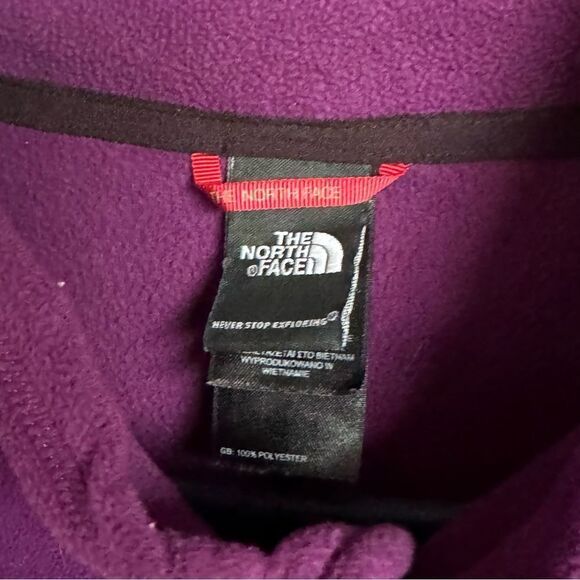 THE NORTH FACE
THE
NORTH
FACE
NEVER STOP EXPLORING
WYPRODUKOWANO W
WIETNAMIE
GB: 100% POLYESTER